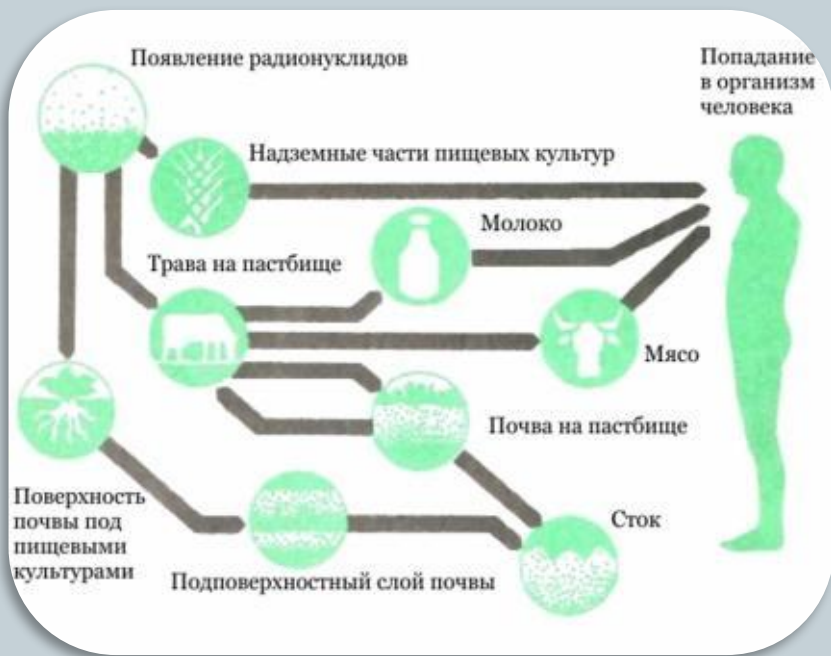 Появление радионуклидов
Попадание
в организм
человека
Надземные части пищевых культур
Молоко
Трава на пастбище
Мясо
Почва на пастбище
Поверхность
почвы под
пищевыми
культурами
Сток
Подповерхностный слой почвы